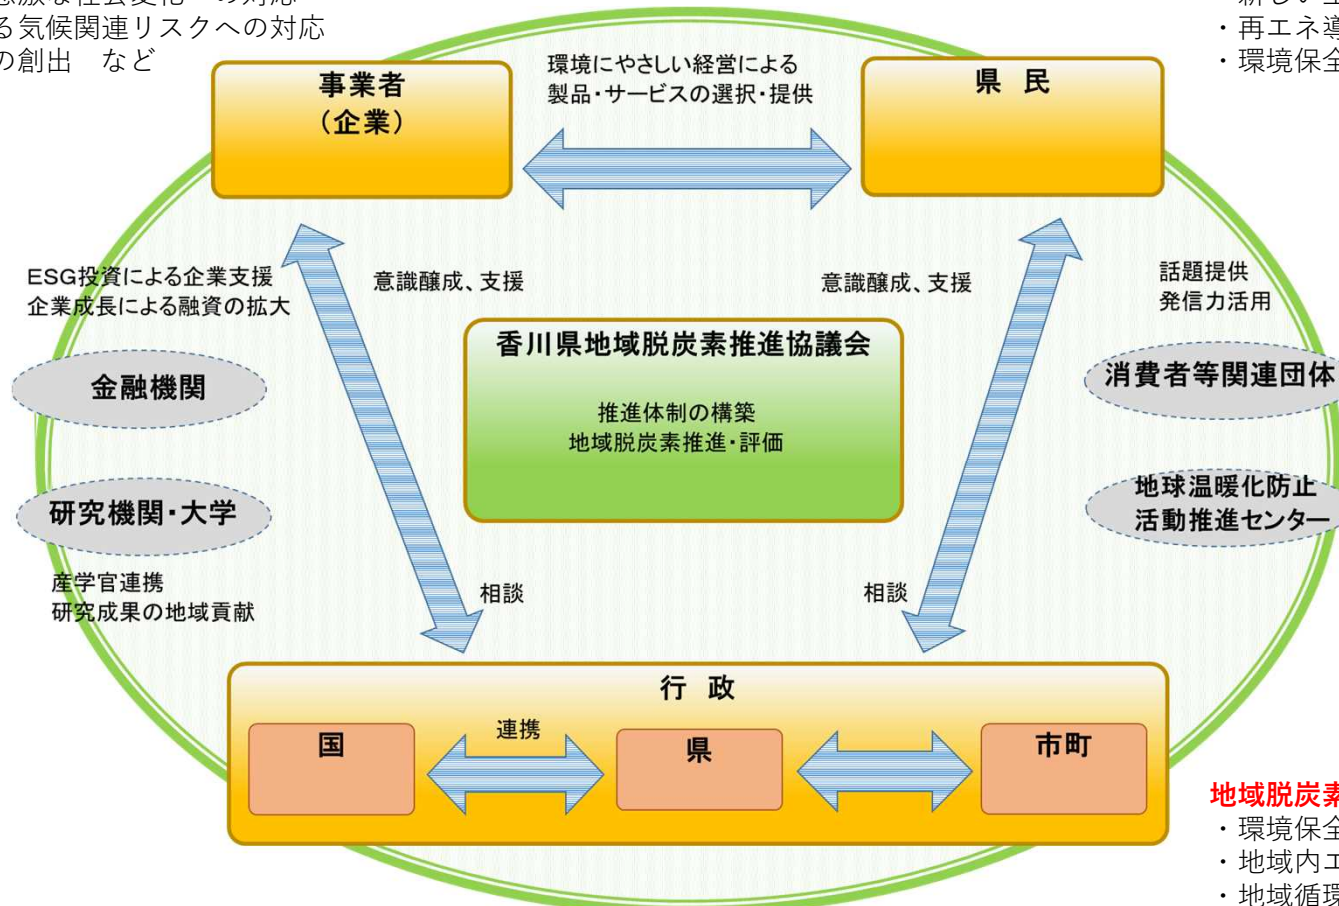 る気候関連リスクへの対応
の創出　など
・再エネ導
・環境保全
事業者
（企業）
環境にやさしい経営による
製品・サービスの選択・提供
県 民
ESG投資による企業支援
企業成長による融資の拡大
意識醸成、支援
意識醸成、支援
話題提供
発信力活用
香川県地域脱炭素推進協議会
推進体制の構築
地域脱炭素推進・評価
金融機関
消費者等関連団体
研究機関・大学
地球温暖化防止
活動推進センター
産学官連携
研究成果の地域貢献
相談
相談
行 政
国
連携
県
市町
地域脱炭素
・環境保全
・地域内エ
・地域循環